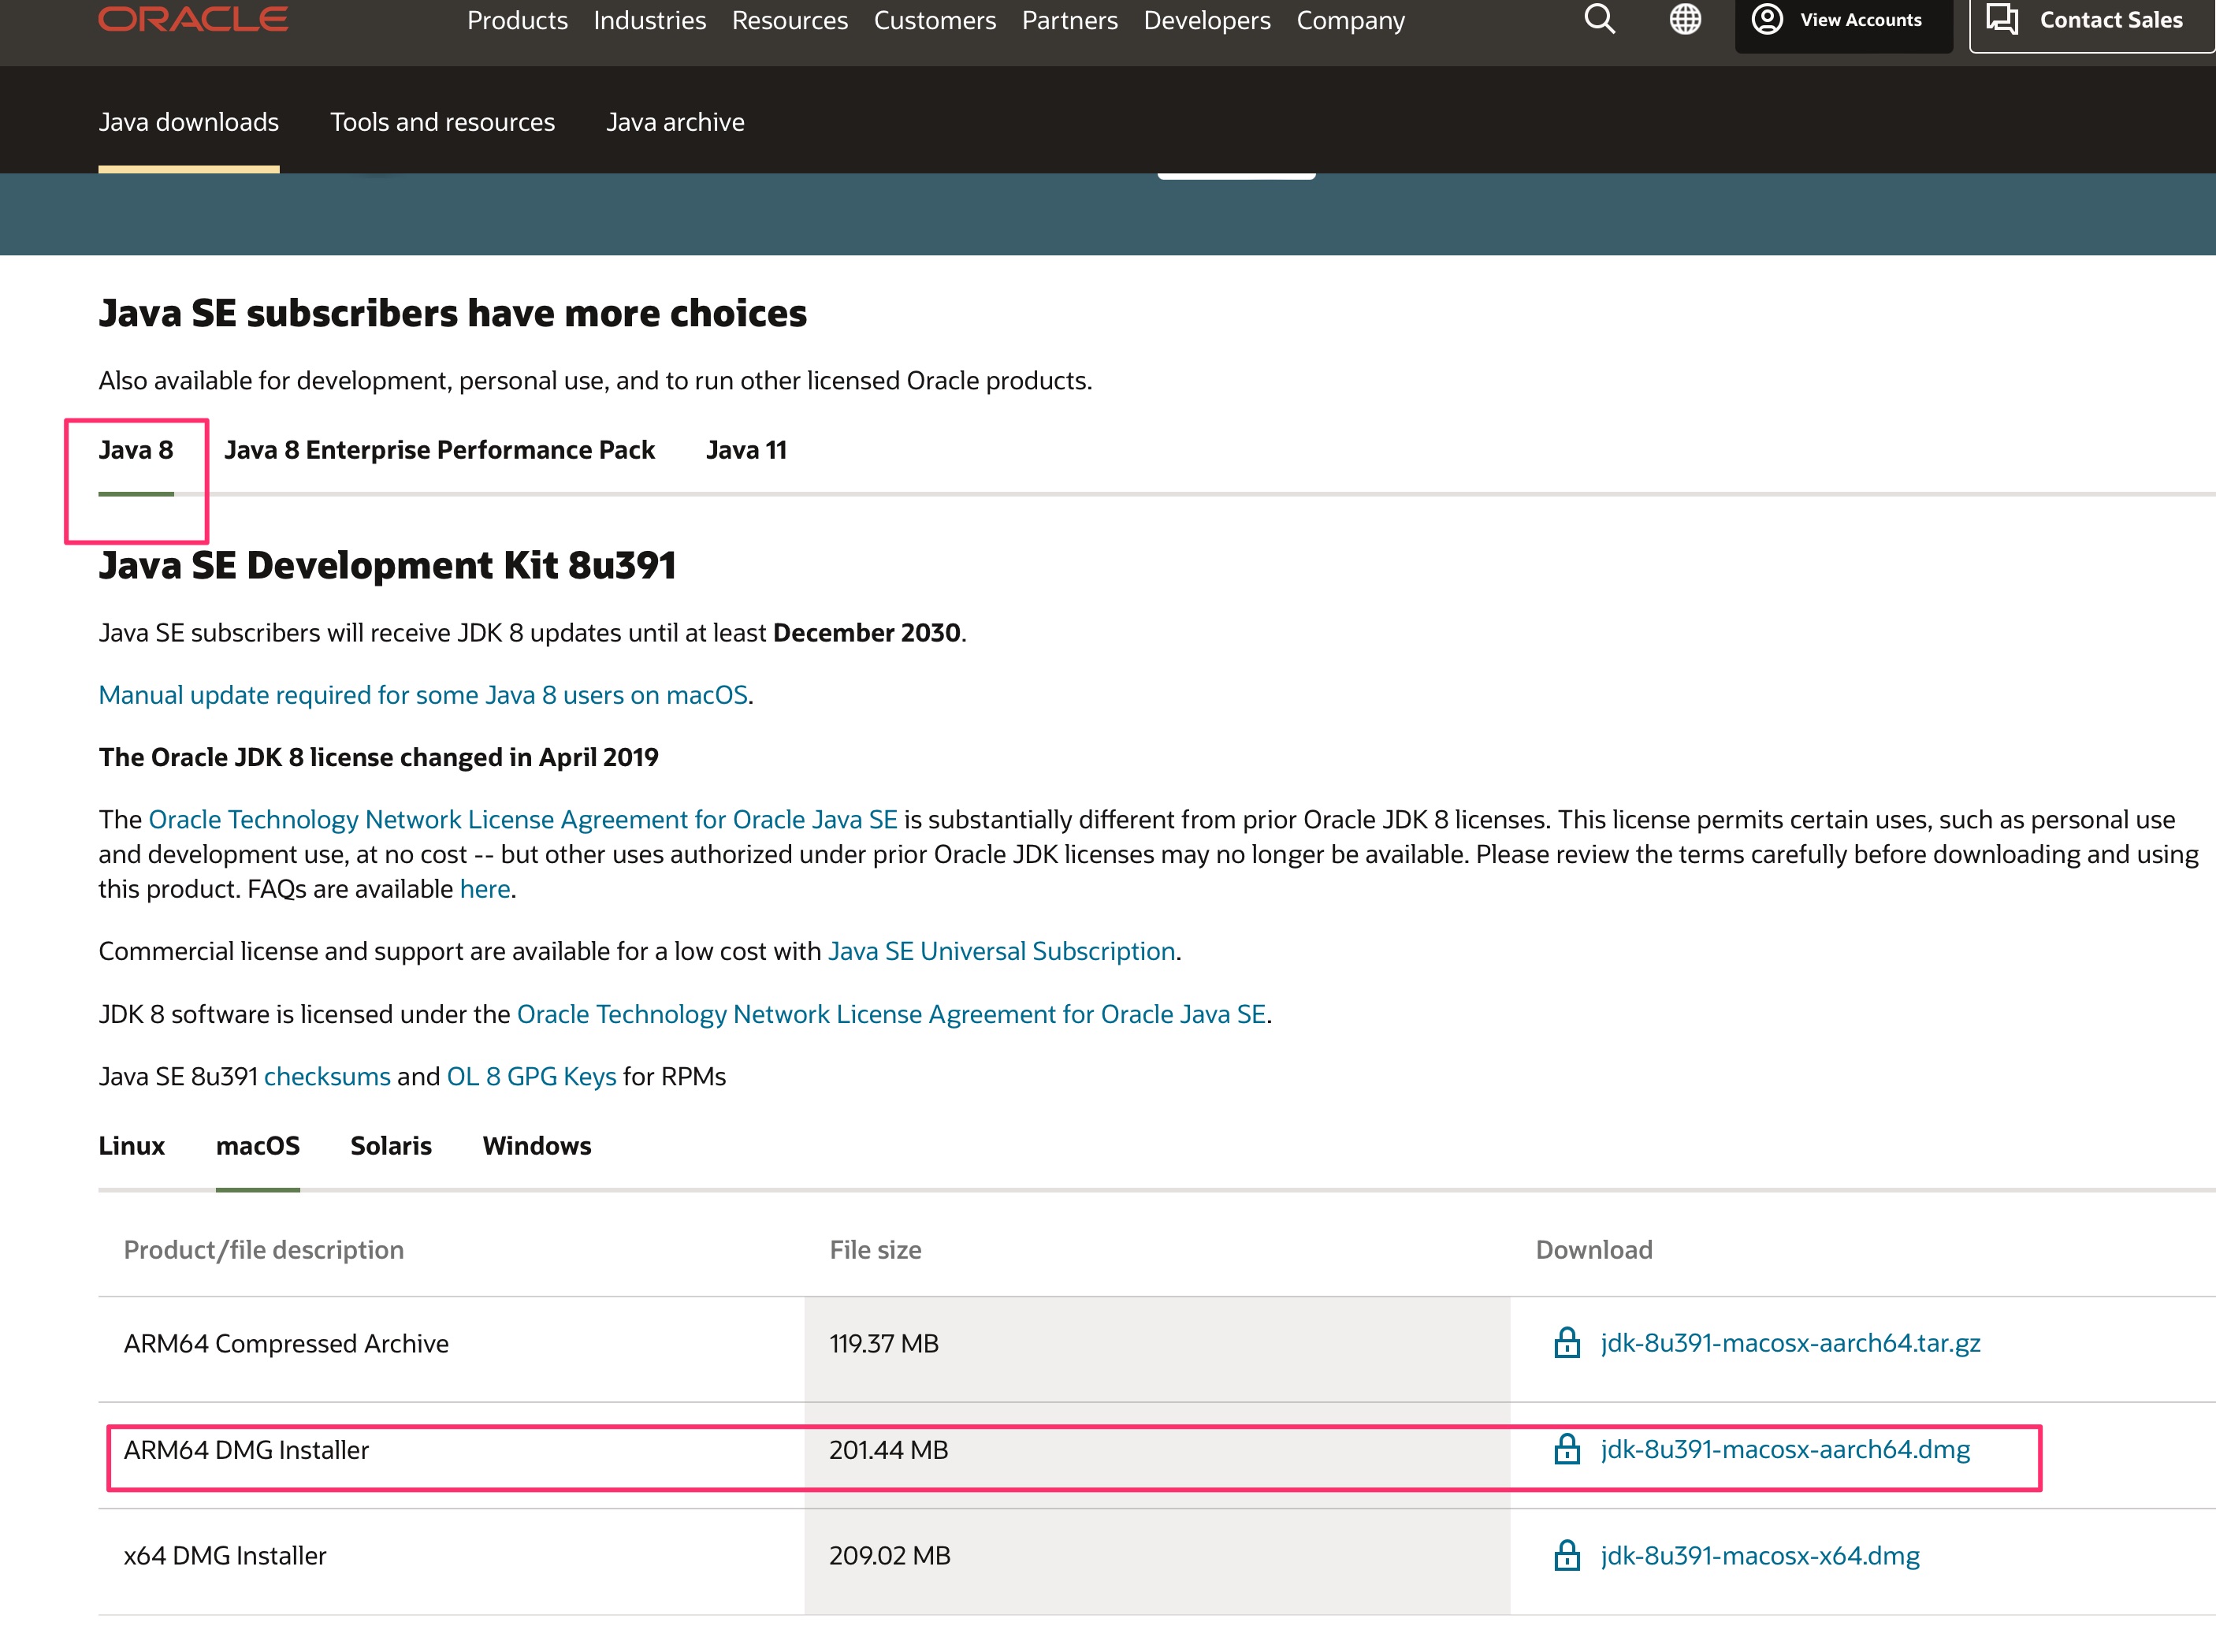 ORACLE
Products Industries Resources Customers Partners Developers Company
View Accounts
Contact Sales
Java downloads Tools and resources Java archive
Java SE subscribers have more choices
Also available for development, personal use, and to run other licensed Oracle products.
Java 8 Java 8 Enterprise Performance Pack Java 11
Java SE Development Kit 8u391
Java SE subscribers will receive JDK 8 updates until at least December 2030.
Manual update required for some Java 8 users on macOS.
The Oracle JDK 8 license changed in April 2019
The Oracle Technology Network License Agreement for Oracle Java SE is substantially different from prior Oracle JDK 8 licenses. This license permits certain uses, such as personal use
and development use, at no cost -- but other uses authorized under prior Oracle JDK licenses may no longer be available. Please review the terms carefully before downloading and using
this product. FAQs are available here.
Commercial license and support are available for a low cost with Java SE Universal Subscription.
JDK 8 software is licensed under the Oracle Technology Network License Agreement for Oracle Java SE.
Java SE 8u391 checksums and OL 8 GPG Keys for RPMs
Linux macOS Solaris Windows
Product/file description File size Download
ARM64 Compressed Archive 119.37 MB jdk-8u391-macosx-aarch64.tar.gz
ARM64 DMG Installer 201.44 MB jdk-8u391-macosx-aarch64.dmg
x64 DMG Installer 209.02 MB jdk-8u391-macosx-x64.dmg